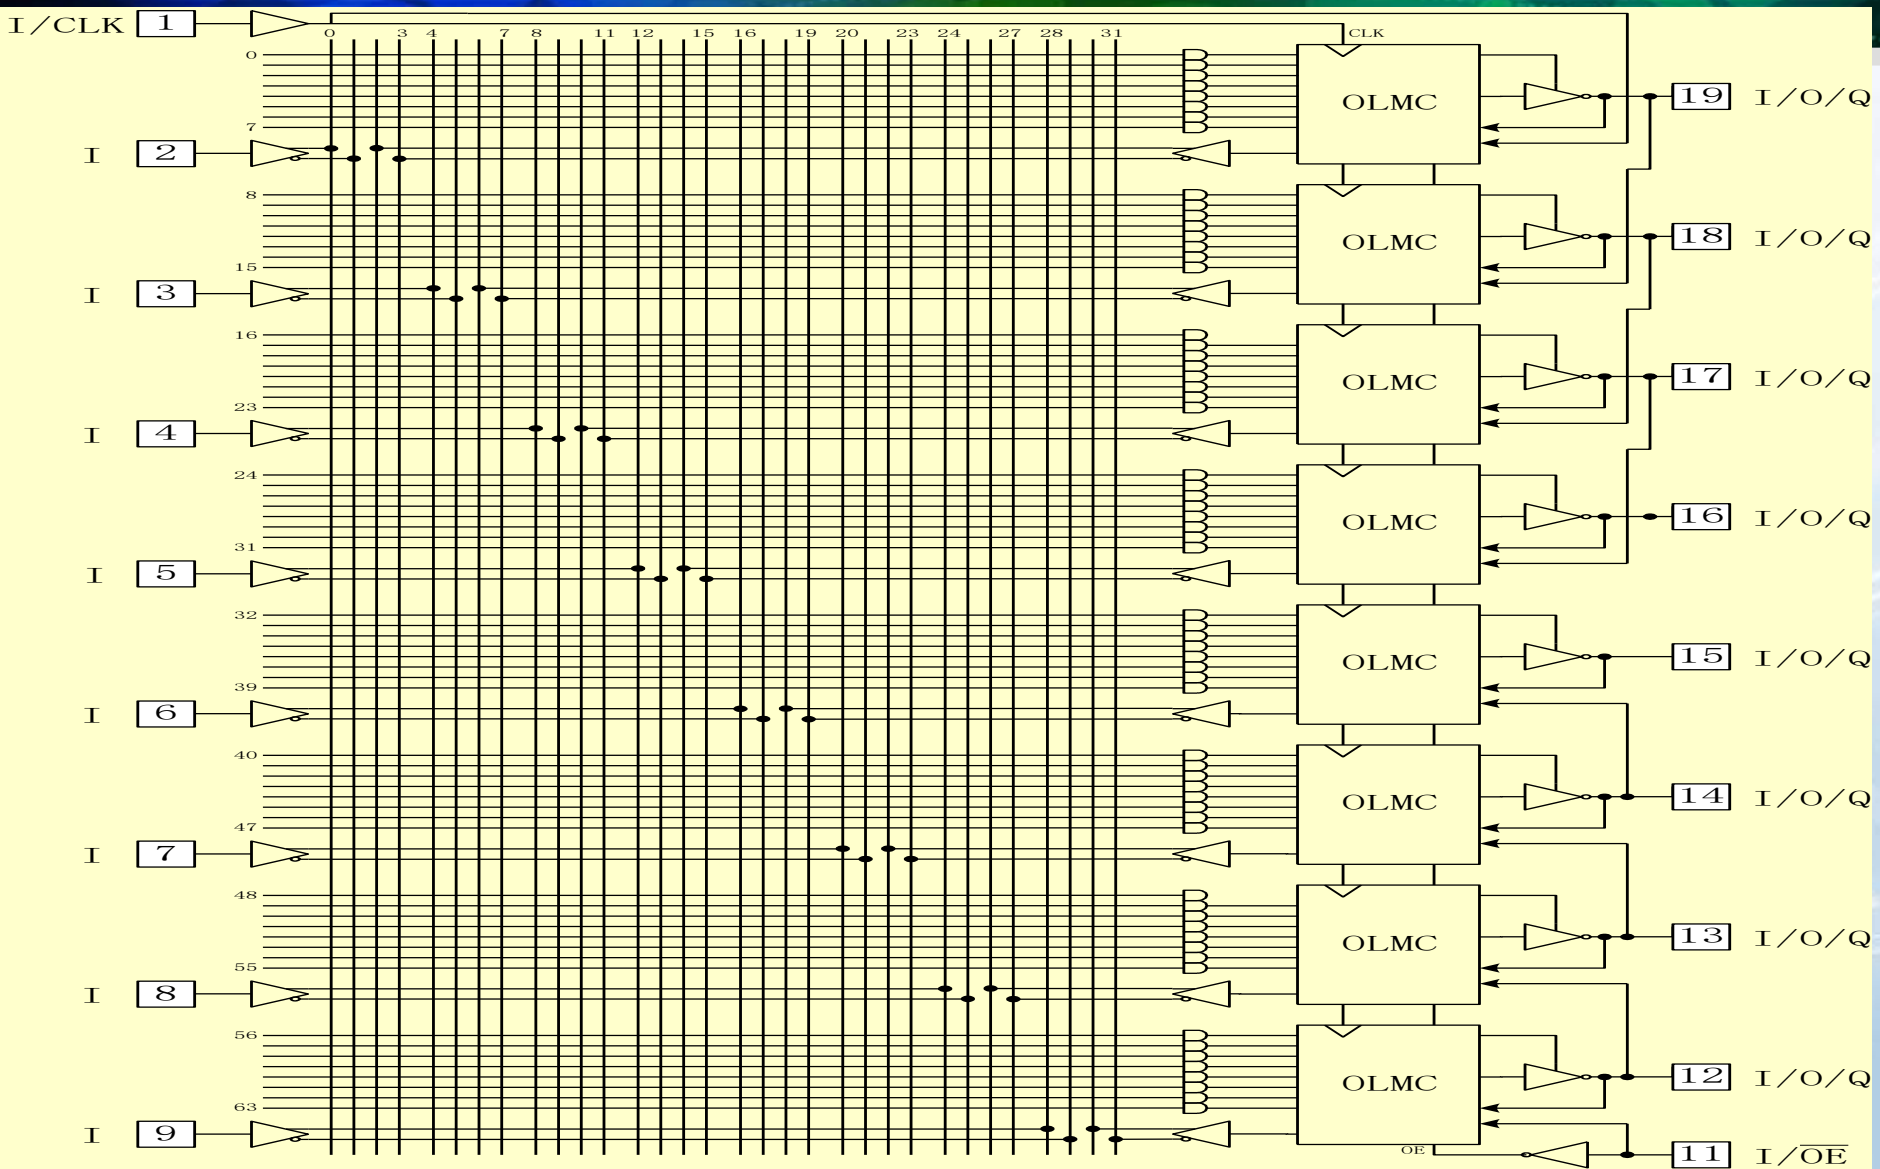 I/CLK 1
0 3 4 7 8 11 12 15 16 19 20 23 24 27 28 31 CLK
0
OLMC 19 I/O/Q
7
I 2
8
OLMC 18 I/O/Q
15
I 3
16
OLMC 17 I/O/Q
23
I 4
24
OLMC 16 I/O/Q
31
I 5
32
OLMC 15 I/O/Q
39
I 6
40
OLMC 14 I/O/Q
47
I 7
48
OLMC 13 I/O/Q
55
I 8
56
OLMC 12 I/O/Q
63
I 9
OE 11 I/O̅E̅